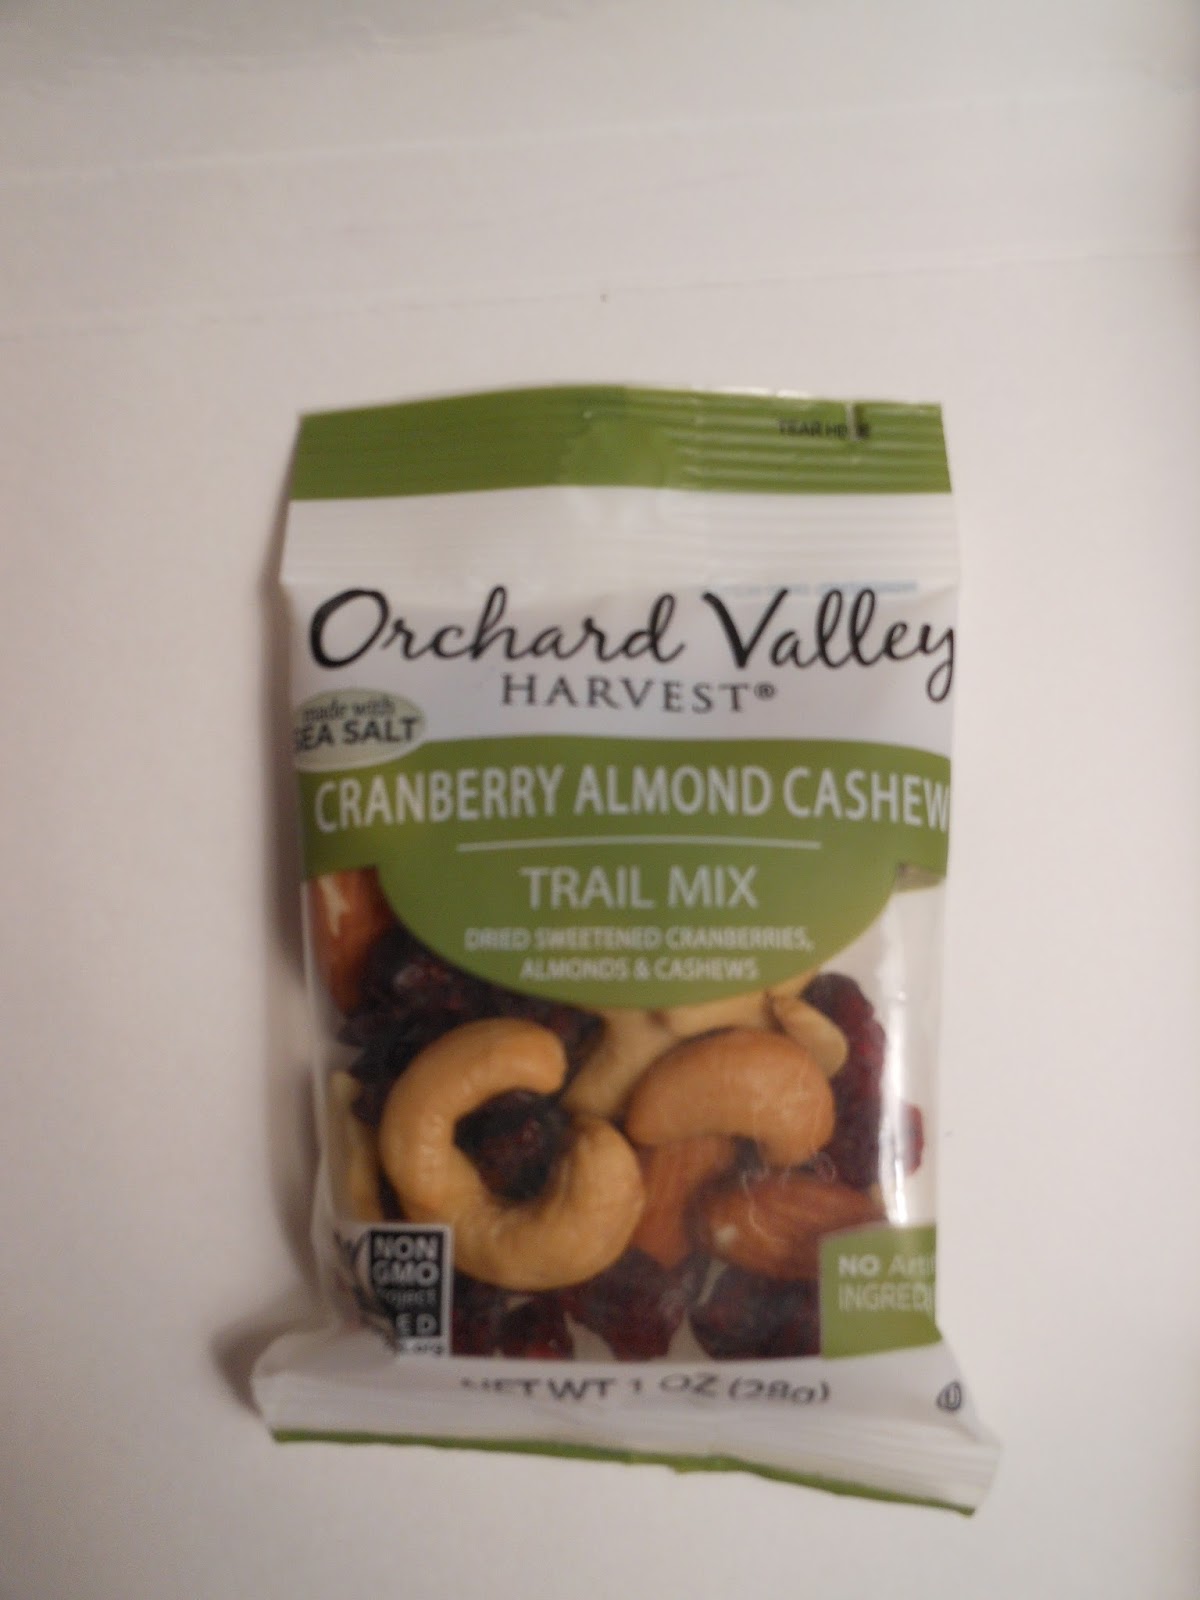 TEAR HERE
Orchard Valley
HARVEST®
made with
SEA SALT
CRANBERRY ALMOND CASHEW
TRAIL MIX
DRIED SWEETENED CRANBERRIES,
ALMONDS & CASHEWS
NON
GMO
NO
NET WT 1 OZ (28g)
U